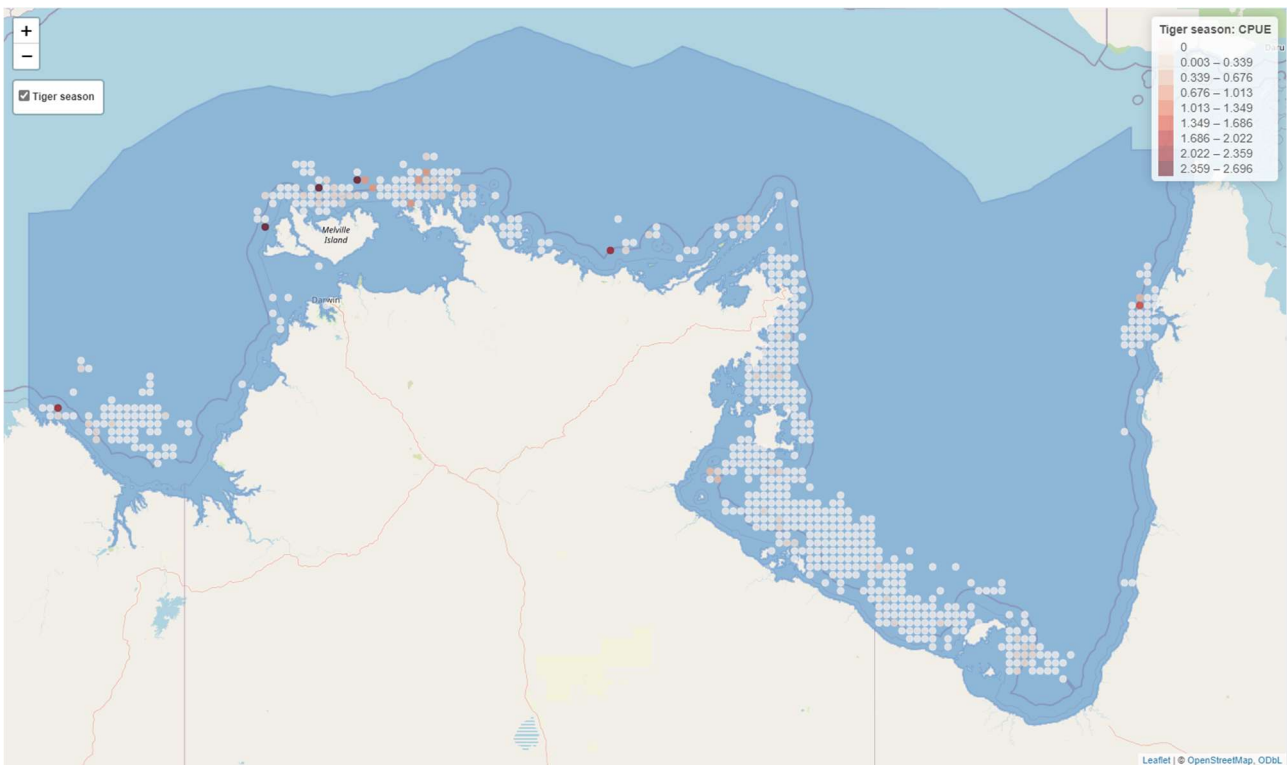 +
−
Tiger season
Tiger season: CPUE
0
0.003 – 0.339
0.339 – 0.676
0.676 – 1.013
1.013 – 1.349
1.349 – 1.686
1.686 – 2.022
2.022 – 2.359
2.359 – 2.696
Daru
Melville
Island
Darwin
Leaflet | © OpenStreetMap, ODbL